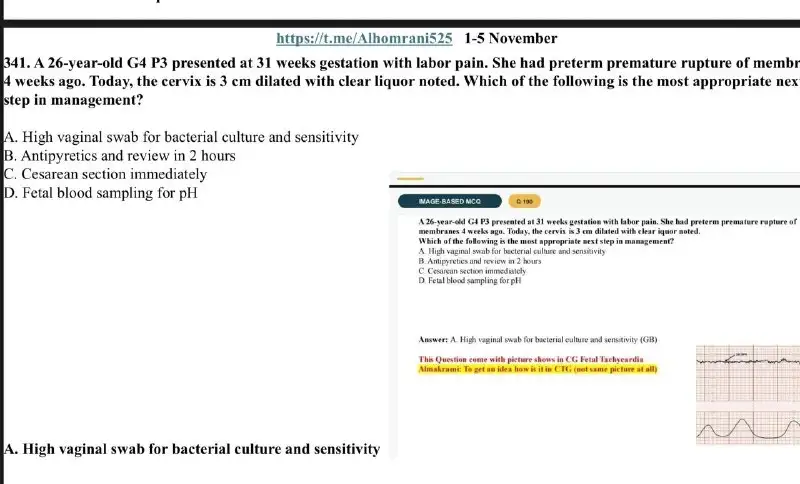 https://t.me/Alhomrani525 1-5 November
341. A 26-year-old G4 P3 presented at 31 weeks gestation with labor pain. She had preterm premature rupture of membr
4 weeks ago. Today, the cervix is 3 cm dilated with clear liquor noted. Which of the following is the most appropriate nex
step in management?
A. High vaginal swab for bacterial culture and sensitivity
B. Antipyretics and review in 2 hours
C. Cesarean section immediately
D. Fetal blood sampling for pH
IMAGE-BASED MCQ Q-190
A 26-year-old G4 P3 presented at 31 weeks gestation with labor pain. She had preterm premature rupture of
membranes 4 weeks ago. Today, the cervix is 3 cm dilated with clear iquor noted.
Which of the following is the most appropriate next step in management?
A. High vaginal swab for bacterial culture and sensitivity
B. Antipyretics and review in 2 hours
C. Cesarean section immediately
D. Fetal blood sampling for pH
Answer: A. High vaginal swab for bacterial culture and sensitivity (GB)
This Question come with picture shows in CG Fetal Tachycardia
Almakrami: To get an idea how is it in CTG (not same picture at all)
A. High vaginal swab for bacterial culture and sensitivity